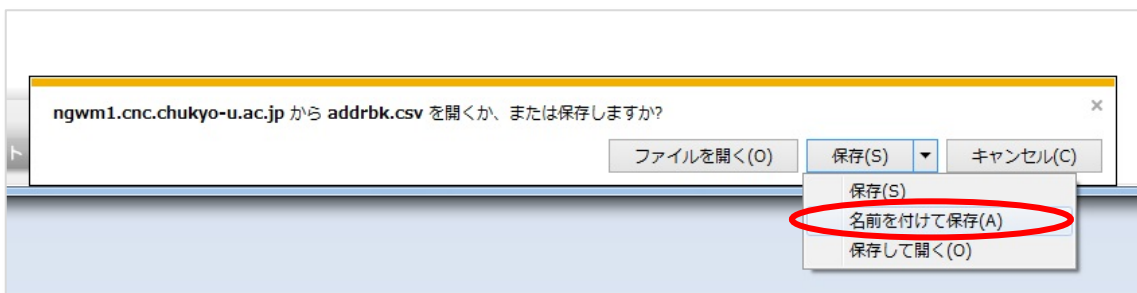 ngwm1.cnc.chukyo-u.ac.jp から addrbk.csv を開くか、または保存しますか?
×
ト
ファイルを開く(O) 保存(S) ▼ キャンセル(C)
保存(S)
名前を付けて保存(A)
保存して開く(O)